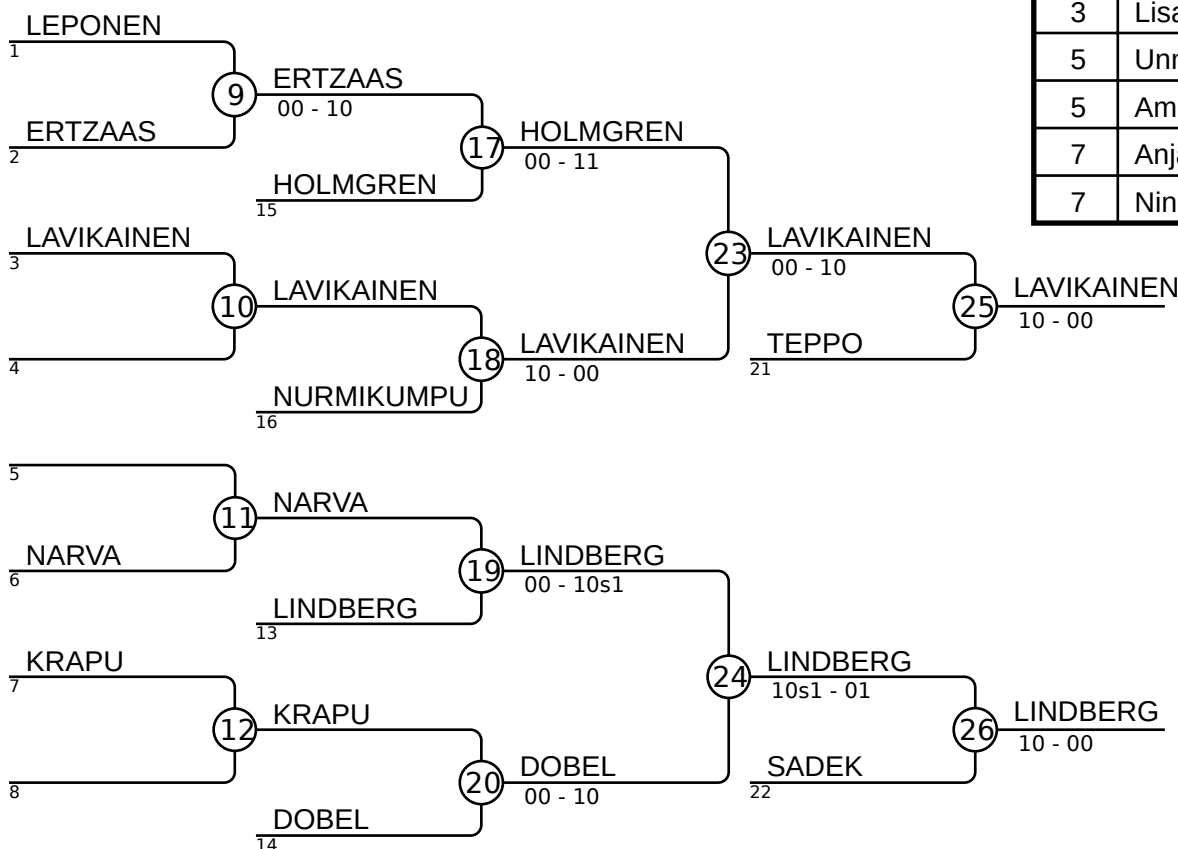 LEPONEN
1
9
ERTZAAS
00 - 10
ERTZAAS
2
17
HOLMGREN
00 - 11
HOLMGREN
15
LAVIKAINEN
3
10
LAVIKAINEN
4
18
LAVIKAINEN
10 - 00
NURMIKUMPU
16
23
LAVIKAINEN
00 - 10
25
LAVIKAINEN
10 - 00
TEPPO
21
5
11
NARVA
NARVA
6
19
LINDBERG
00 - 10s1
LINDBERG
13
KRAPU
7
12
KRAPU
8
20
DOBEL
00 - 10
DOBEL
14
24
LINDBERG
10s1 - 01
26
LINDBERG
10 - 00
SADEK
22
3 Lisa
5
5
7 Anja
7